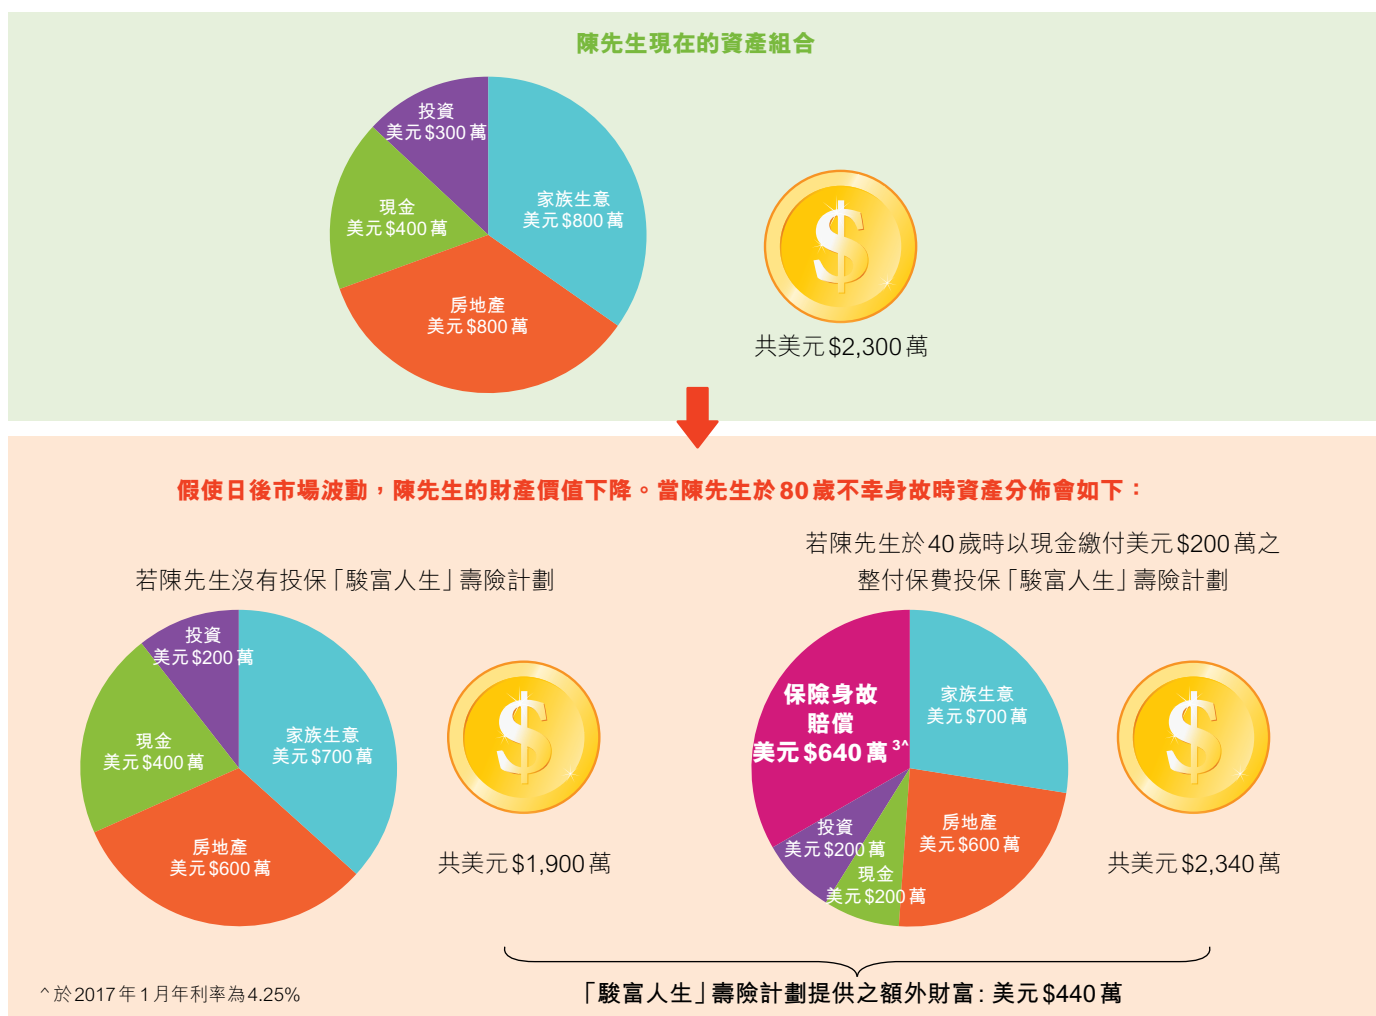 陳先生現在的資產組合
投資
美元$300萬
家族生意
美元$800萬
現金
美元$400萬
房地產
美元$800萬
共美元$2,300萬
假使日後市場波動，陳先生的財產價值下降。當陳先生於80歲不幸身故時資產分佈會如下：
若陳先生沒有投保「駿富人生」壽險計劃
投資
美元$200萬
家族生意
美元$700萬
現金
美元$400萬
房地產
美元$600萬
共美元$1,900萬
若陳先生於40歲時以現金繳付美元$200萬之
整付保費投保「駿富人生」壽險計劃
保險身故
賠償
美元$640萬3^
家族生意
美元$700萬
房地產
美元$600萬
投資
美元$200萬
現金
美元$200萬
共美元$2,340萬
^於2017年1月年利率為4.25%
「駿富人生」壽險計劃提供之額外財富: 美元$440萬